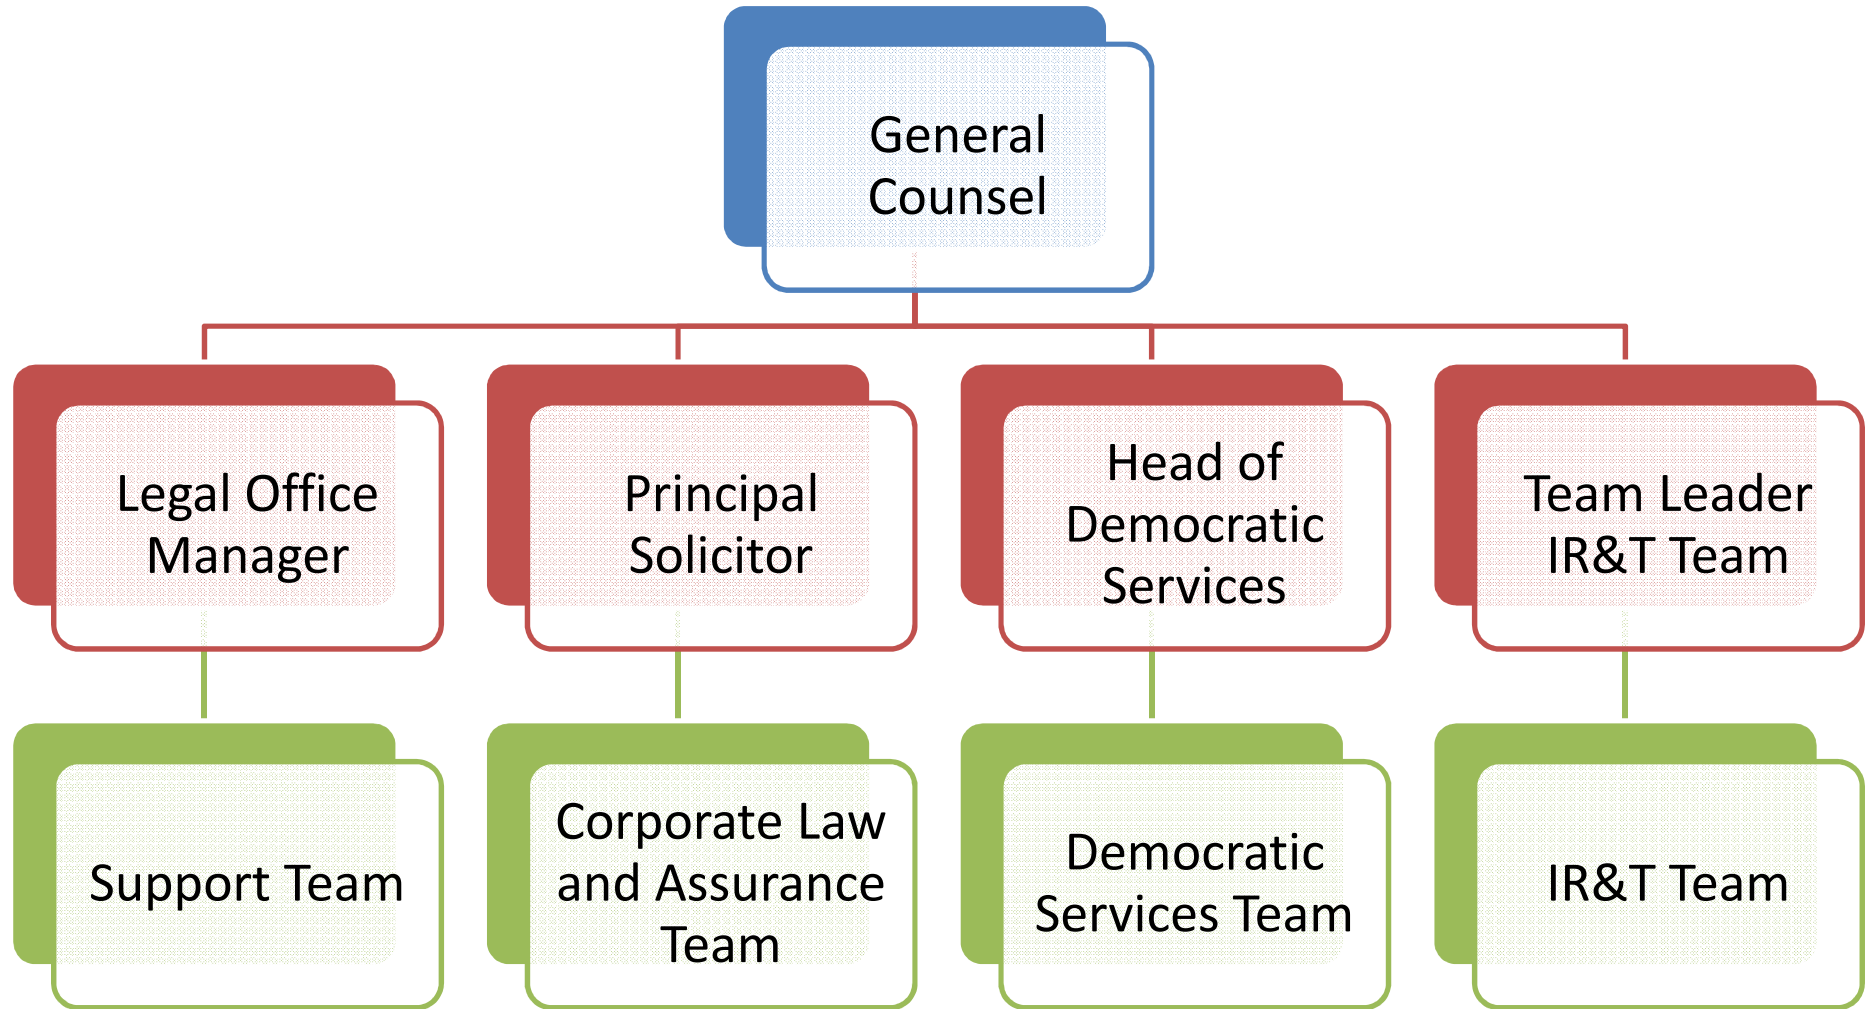 General
Counsel
Legal Office
Manager
Principal
Solicitor
Head of
Democratic
Services
Team Leader
IR&T Team
Support Team
Corporate Law
and Assurance
Team
Democratic
Services Team
IR&T Team